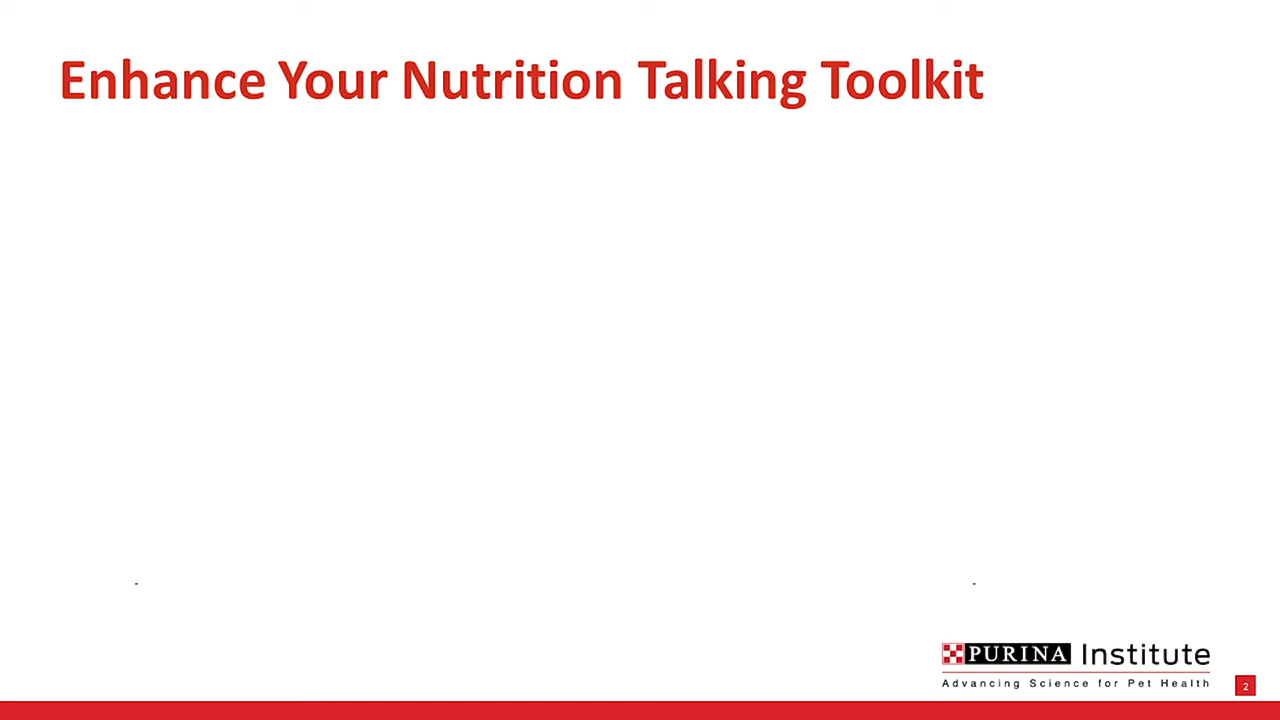 Enhance Your Nutrition Talking Toolkit
- -
PURINA Institute
Advancing Science for Pet Health
2